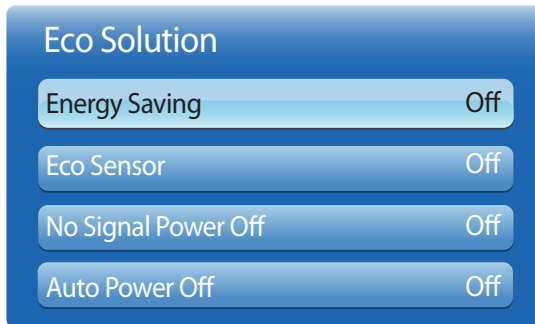 Eco Solution
Energy Saving Off
Eco Sensor Off
No Signal Power Off Off
Auto Power Off Off